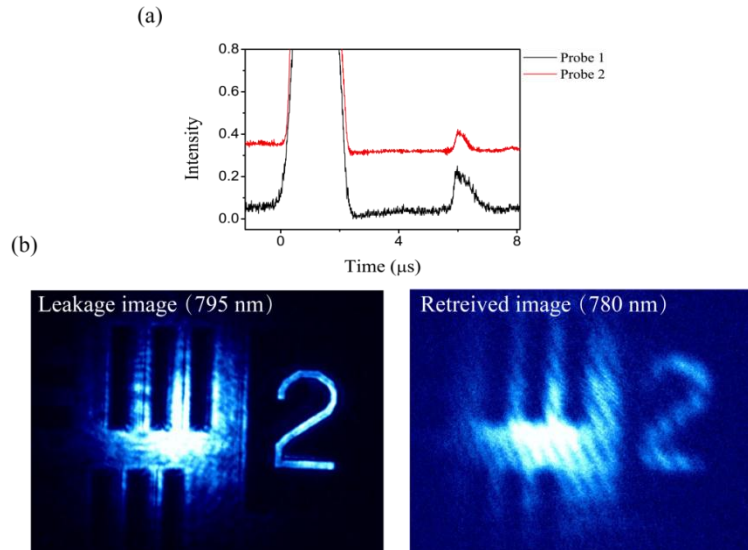 (a)
0.8
0.6
0.4
0.2
0.0
Intensity
0
4
8
Time (μs)
Probe 1
Probe 2
(b)
Leakage image (795 nm)
Retreived image (780 nm)
2
2